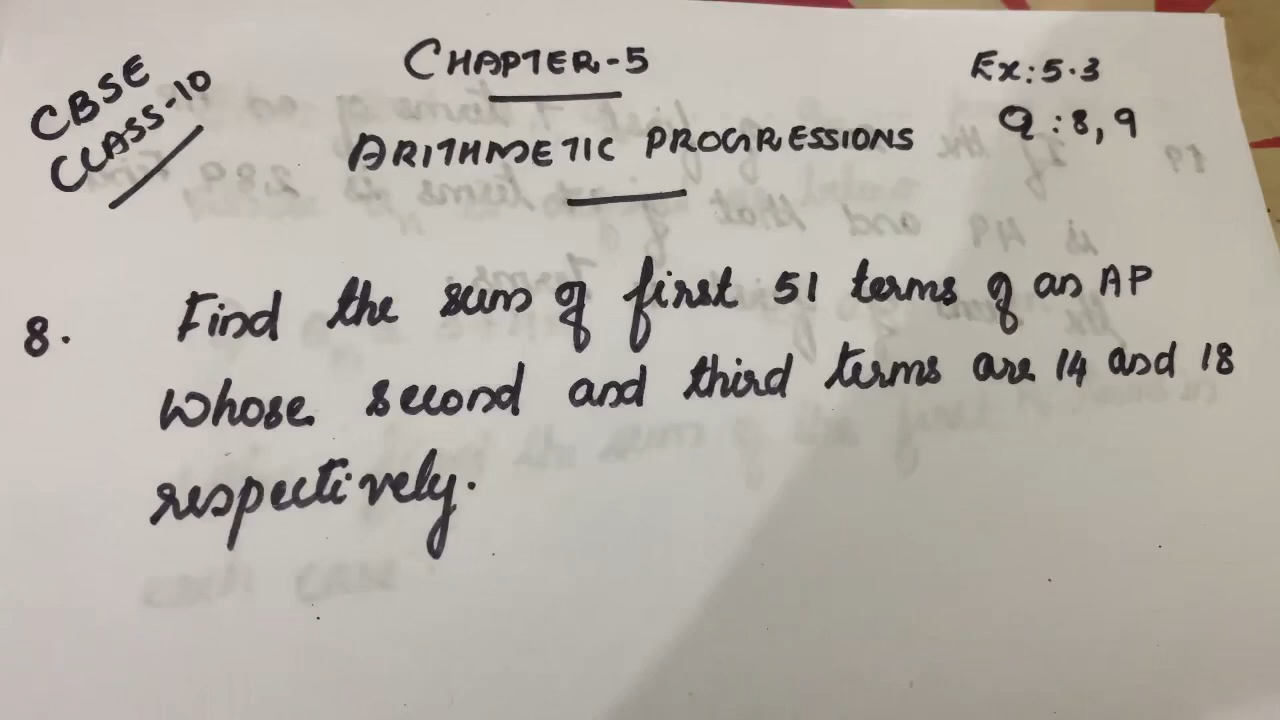 CBSE
CLASS-10
CHAPTER-5
Ex: 5.3
Q : 8, 9
ARITHMETIC PROGRESSIONS
8. Find the sum of first 51 terms of an AP
whose second and third terms are 14 and 18
respectively.